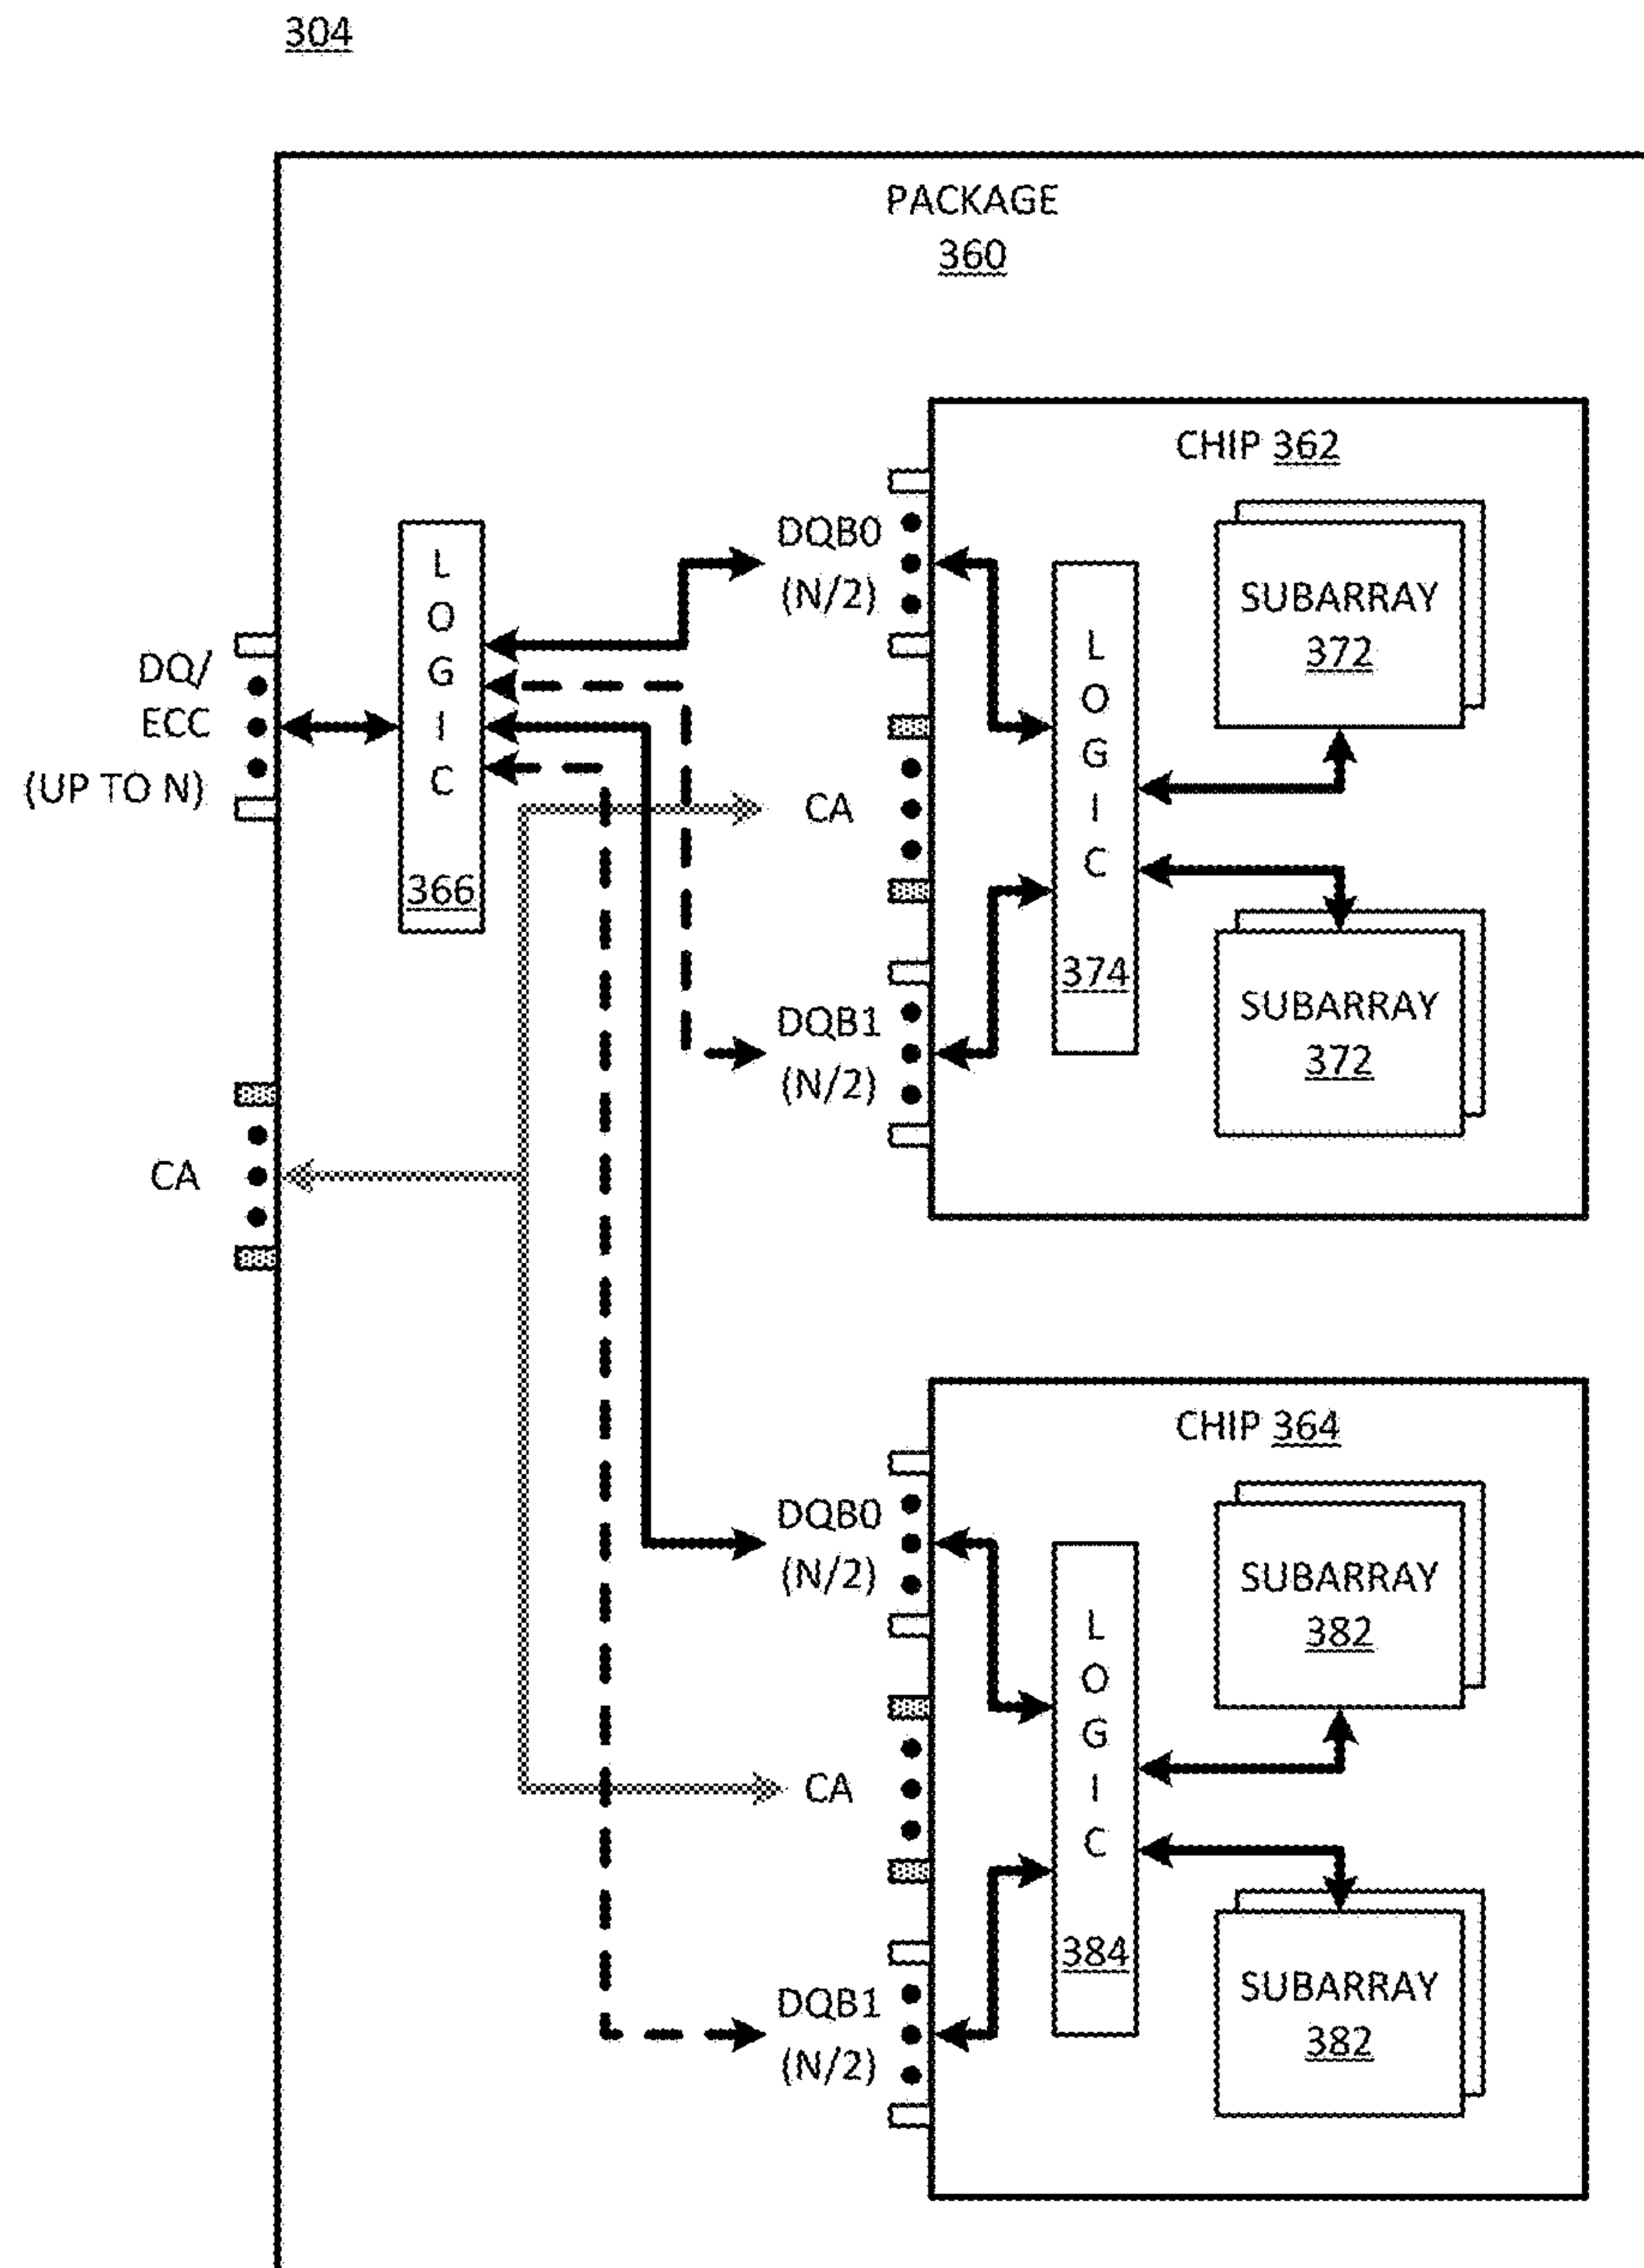 304
PACKAGE
360
CHIP 362
L
O
G
I
C
366
DQB0
(N/2)
SUBARRAY
372
DQ/
ECC
(UP TO N)
L
O
G
I
C
374
CA
DQB1
(N/2)
SUBARRAY
372
CA
CHIP 364
DQB0
(N/2)
SUBARRAY
382
L
O
G
I
C
384
CA
DQB1
(N/2)
SUBARRAY
382